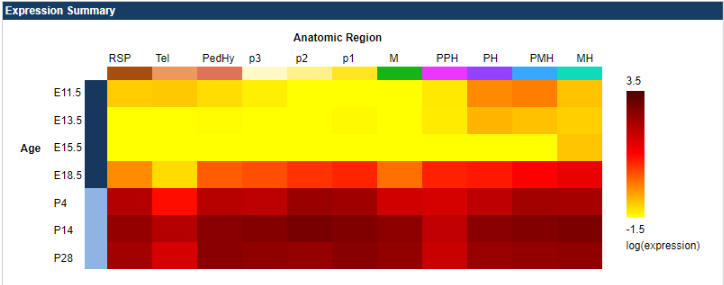 Expression Summary
Anatomic Region
RSP Tel PedHy p3 p2 p1 M PPH PH PMH MH
3.5
E11.5
E13.5
Age
E15.5
E18.5
P4
P14
P28
-1.5
log(expression)